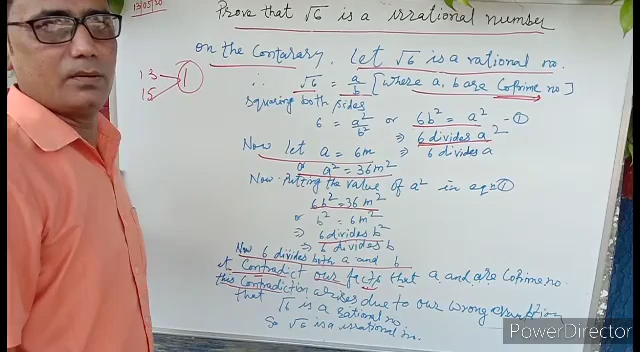 13/05/20
Prove that √6 is a irrational number
on the Contarary. Let √6 is a rational no.
13
15
1
∴ √6 = a/b [where a, b are Coprime no]
squaring both sides
6 = a²/b² or 6b² = a² -①
Now let a = 6m ⇒ 6 divides a²
or a² = 36m² ⇒ 6 divides a
Now Putting the value of a² in eqn ①
6b² = 36m²
or b² = 6m²
⇒ 6 divides b²
⇒ 6 divides b
Now 6 divides both a and b
it Contradict our facts that a and are Coprime no.
this Contradiction arises due to our wrong
that √6 is a rational no.
So √6 is a irrational n.
PowerDirector